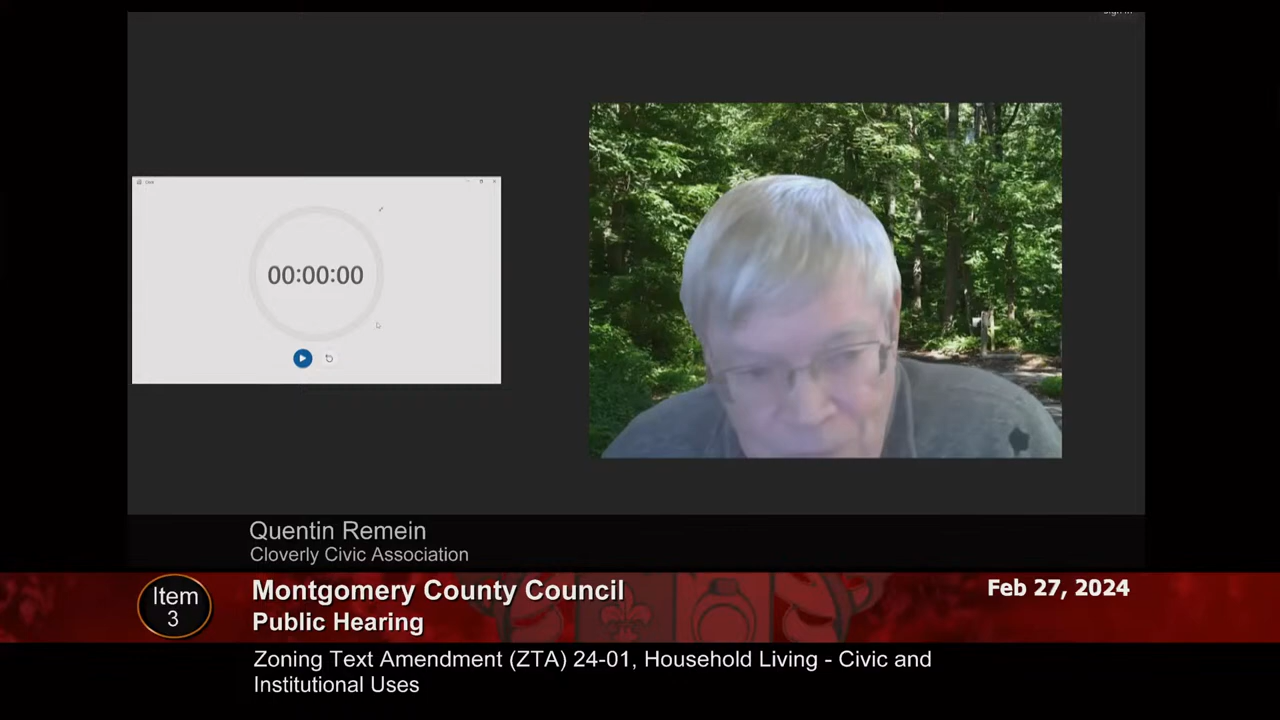 Clock
00:00:00
Quentin Remein
Cloverly Civic Association
Item
3
Montgomery County Council
Public Hearing
Feb 27, 2024
Zoning Text Amendment (ZTA) 24-01, Household Living - Civic and
Institutional Uses